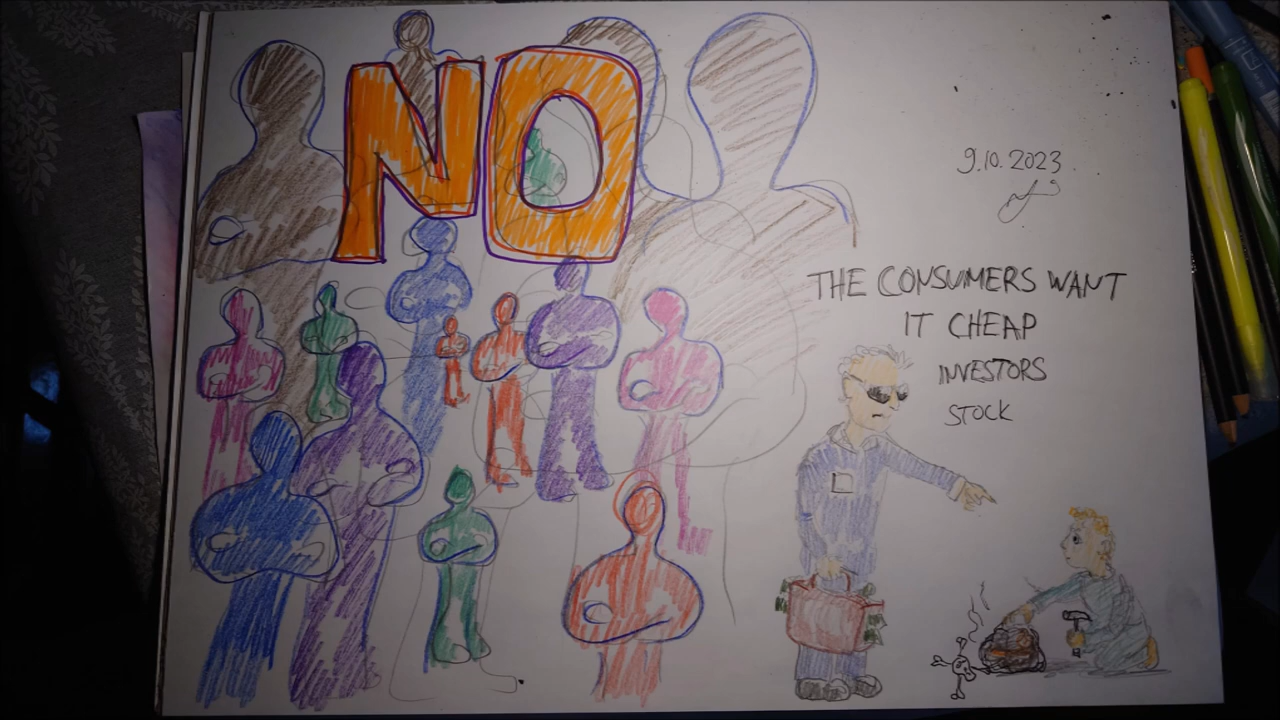 NO
9.10.2023
THE CONSUMERS WANT
IT CHEAP
INVESTORS
STOCK